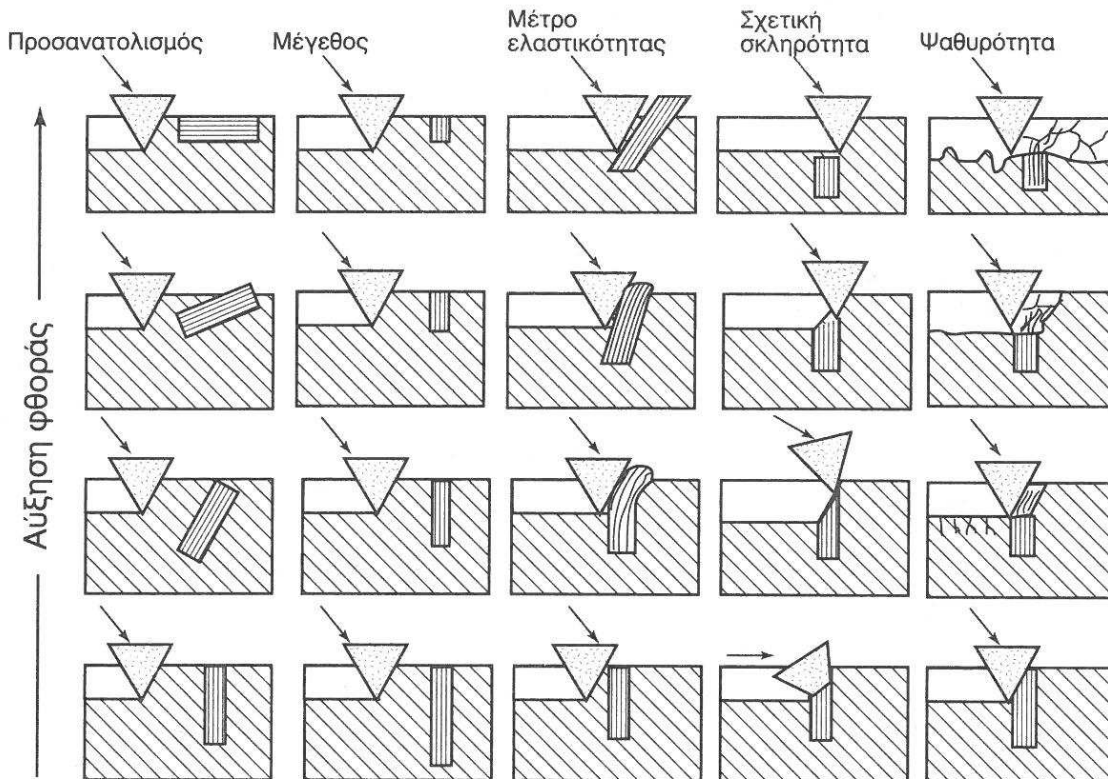 Προσανατολισμός
Μέγεθος
Μέτρο
ελαστικότητας
Σχετική
σκληρότητα
Ψαθυρότητα
Αύξηση φθοράς